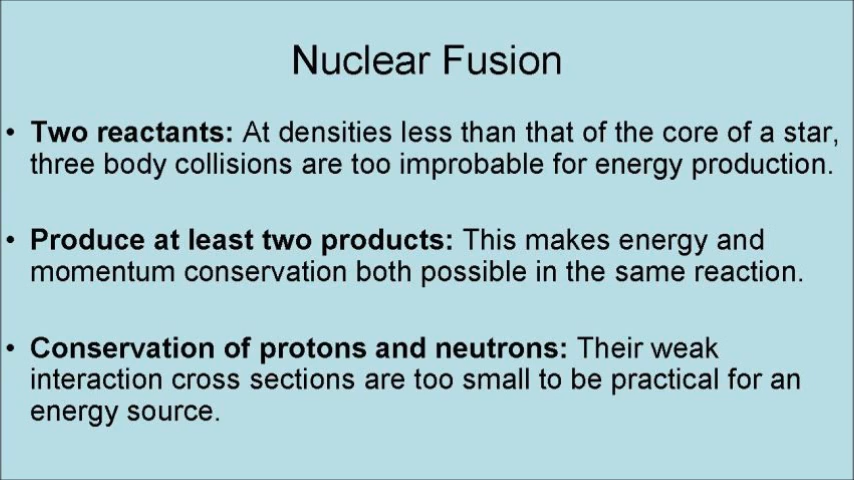 Nuclear Fusion
• Two reactants: At densities less than that of the core of a star,
three body collisions are too improbable for energy production.
• Produce at least two products: This makes energy and
momentum conservation both possible in the same reaction.
• Conservation of protons and neutrons: Their weak
interaction cross sections are too small to be practical for an
energy source.